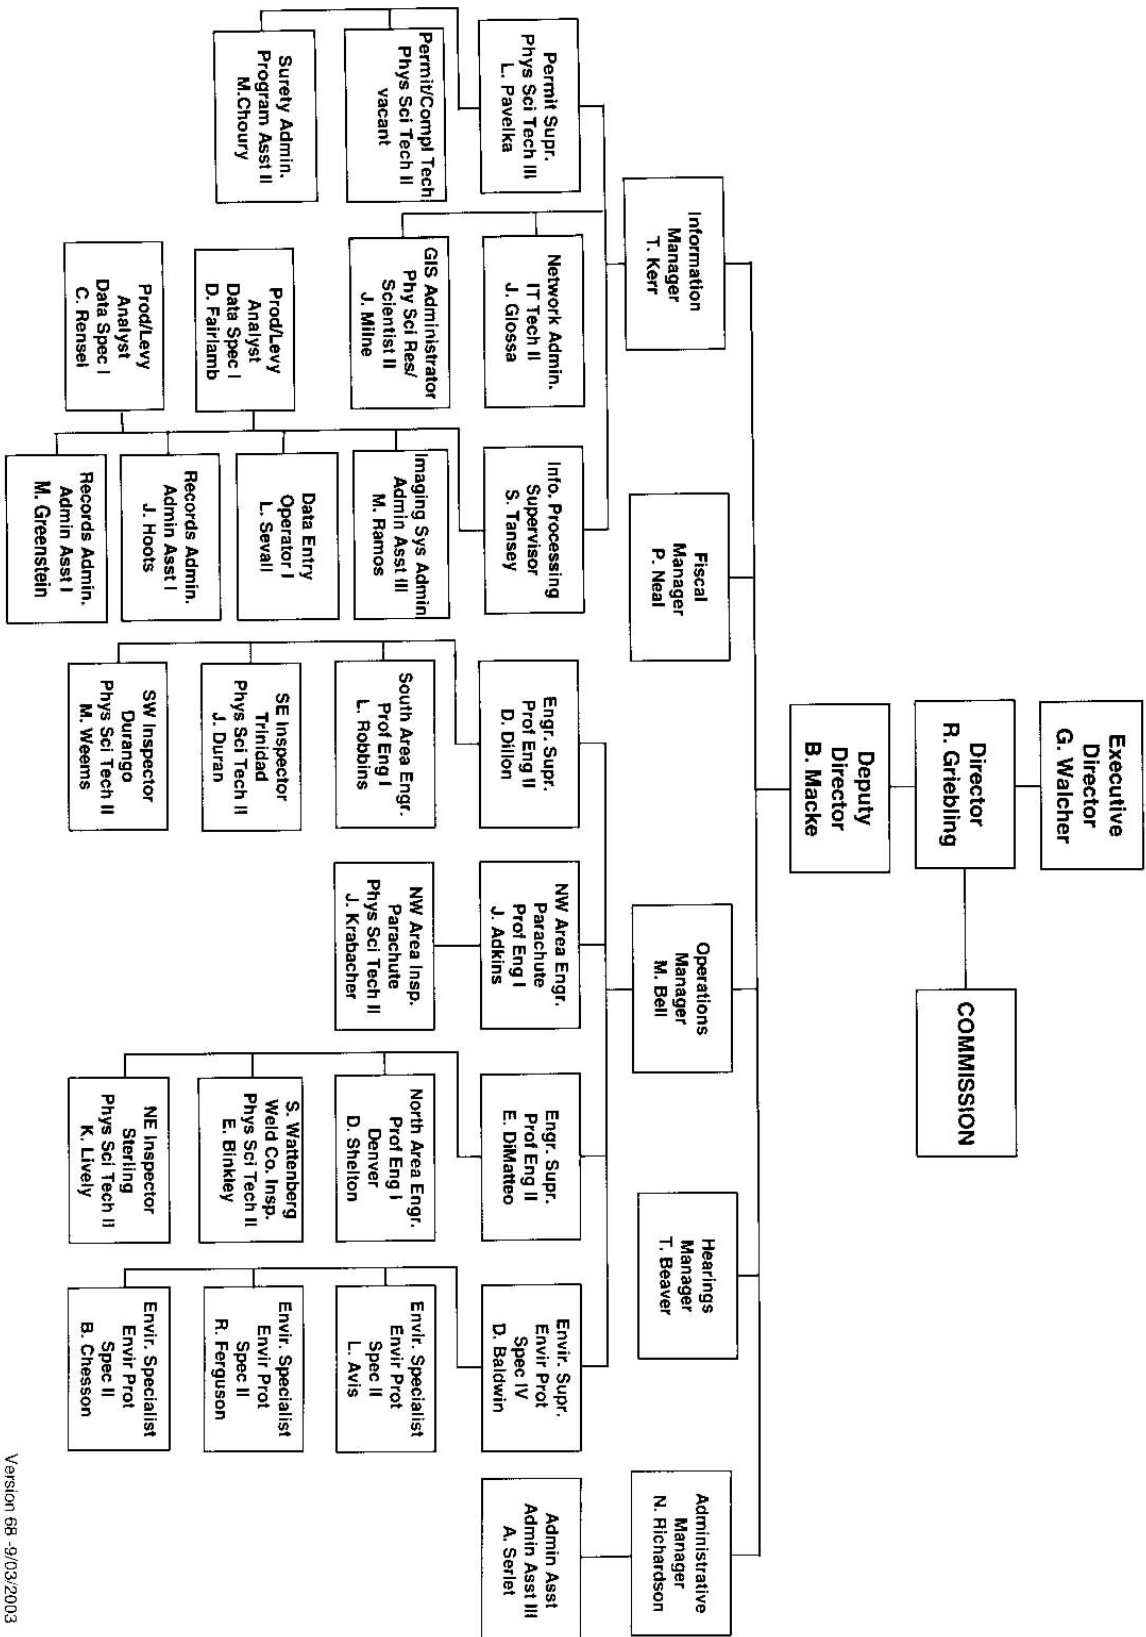 Executive
Director
G. Walcher
Director
R. Griebling
COMMISSION
Deputy
Director
B. Macke
Information
Manager
T. Kerr
Fiscal
Manager
P. Neal
Operations
Manager
M. Bell
Hearings
Manager
T. Beaver
Administrative
Manager
N. Richardson
Permit Supr.
Phys Sci Tech III
L. Pavelka
Network Admin.
IT Tech II
J. Glossa
Info. Processing
Supervisor
S. Tansey
Engr. Supr.
Prof Eng II
D. Dillon
NW Area Engr.
Parachute
Prof Eng I
J. Adkins
Engr. Supr.
Prof Eng II
E. DiMatteo
Envir. Supr.
Envir Prot
Spec IV
D. Baldwin
Admin Asst
Admin Asst III
A. Serlet
Permit/Compl Tech
Phys Sci Tech II
vacant
GIS Administrator
Phy Sci Res/
Scientist II
J. Milne
Imaging Sys Admin
Admin Asst III
M. Ramos
South Area Engr.
Prof Eng I
L. Robbins
NW Area Insp.
Parachute
Phys Sci Tech II
J. Krabacher
North Area Engr.
Prof Eng I
Denver
D. Shelton
Envir. Specialist
Envir Prot
Spec II
L. Avis
Surety Admin.
Program Asst II
M.Choury
Prod/Levy
Analyst
Data Spec I
D. Fairlamb
Data Entry
Operator I
L. Sevall
SE Inspector
Trinidad
Phys Sci Tech II
J. Duran
S. Wattenberg
Weld Co. Insp.
Phys Sci Tech II
E. Binkley
Envir. Specialist
Envir Prot
Spec II
R. Ferguson
Prod/Levy
Analyst
Data Spec I
C. Rensel
Records Admin.
Admin Asst I
J. Hoots
SW Inspector
Durango
Phys Sci Tech II
M. Weems
NE Inspector
Sterling
Phys Sci Tech II
K. Lively
Envir. Specialist
Envir Prot
Spec II
B. Chesson
Records Admin.
Admin Asst I
M. Greenstein
Version 68 -9/03/2003